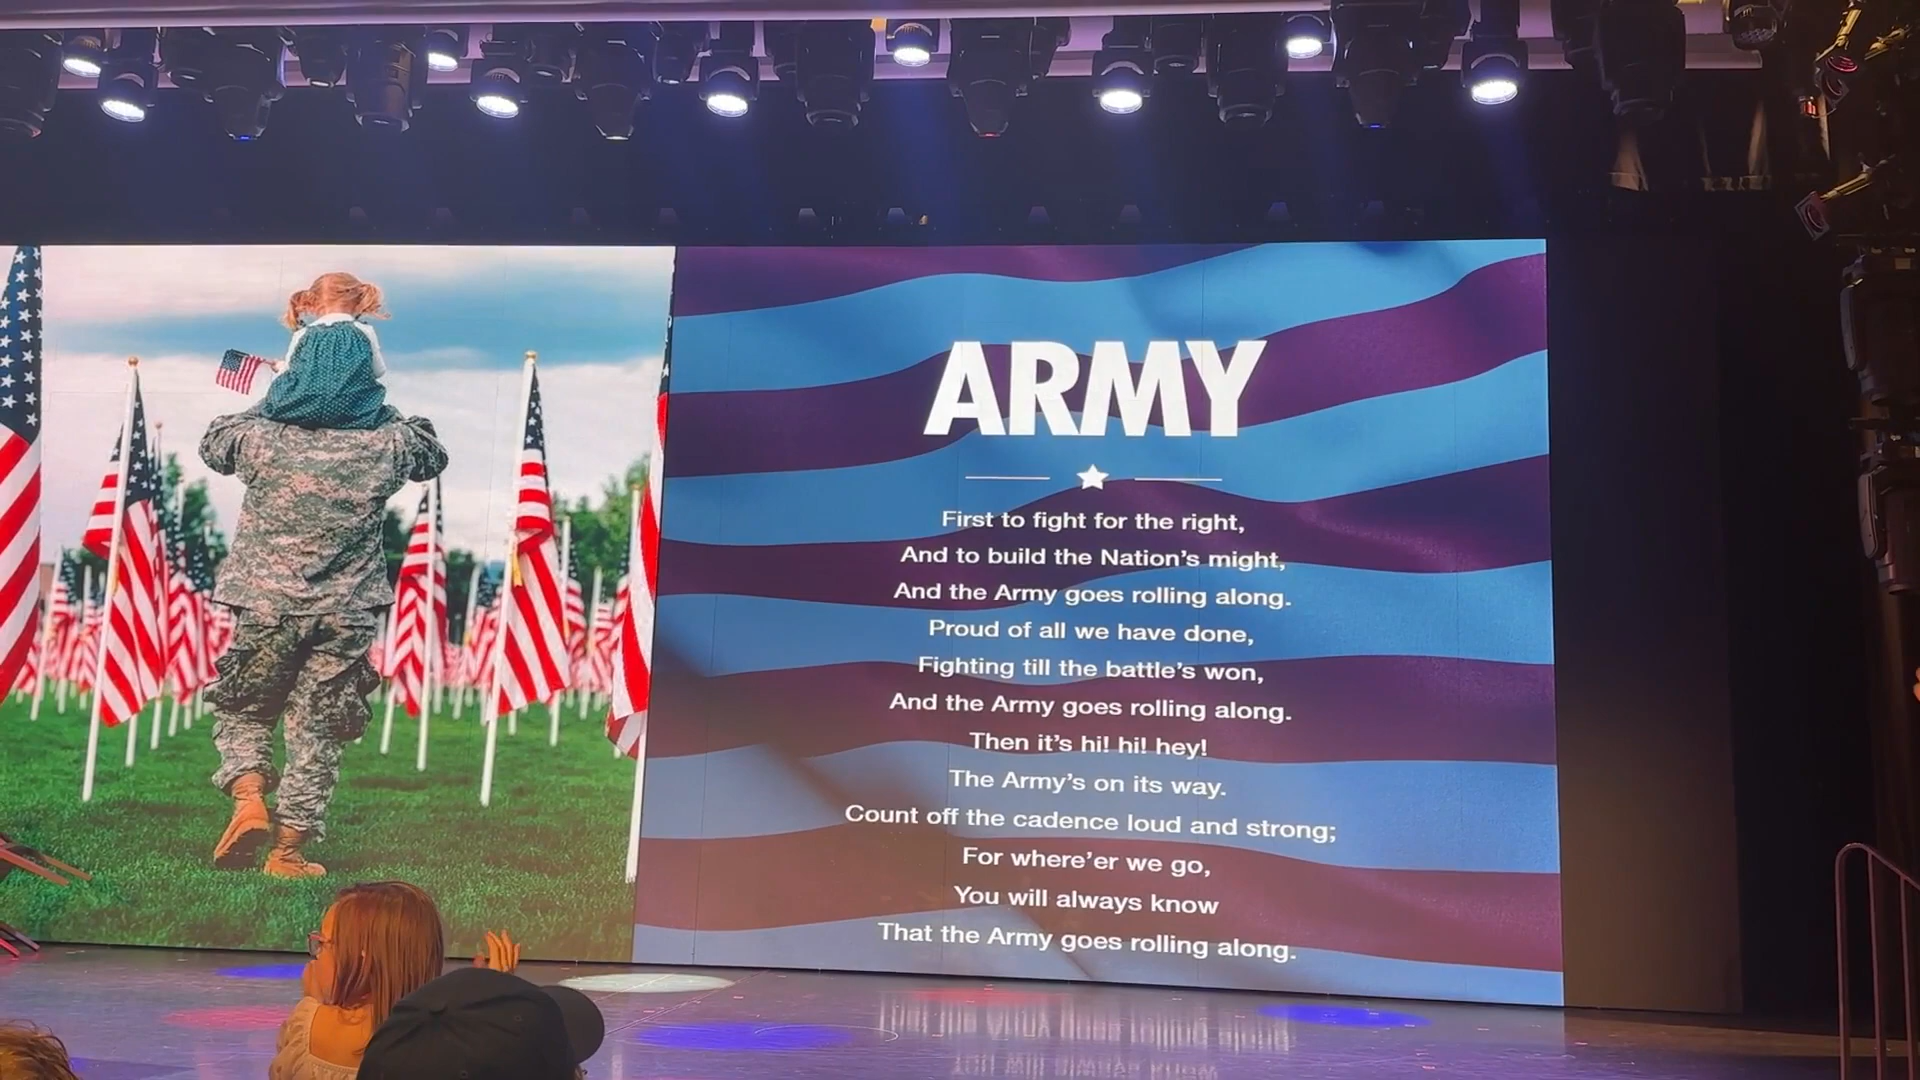 ARMY
First to fight for the right,
And to build the Nation's might,
And the Army goes rolling along.
Proud of all we have done,
Fighting till the battle's won,
And the Army goes rolling along.
Then it's hi! hi! hey!
The Army's on its way.
Count off the cadence loud and strong;
For where'er we go,
You will always know
That the Army goes rolling along.